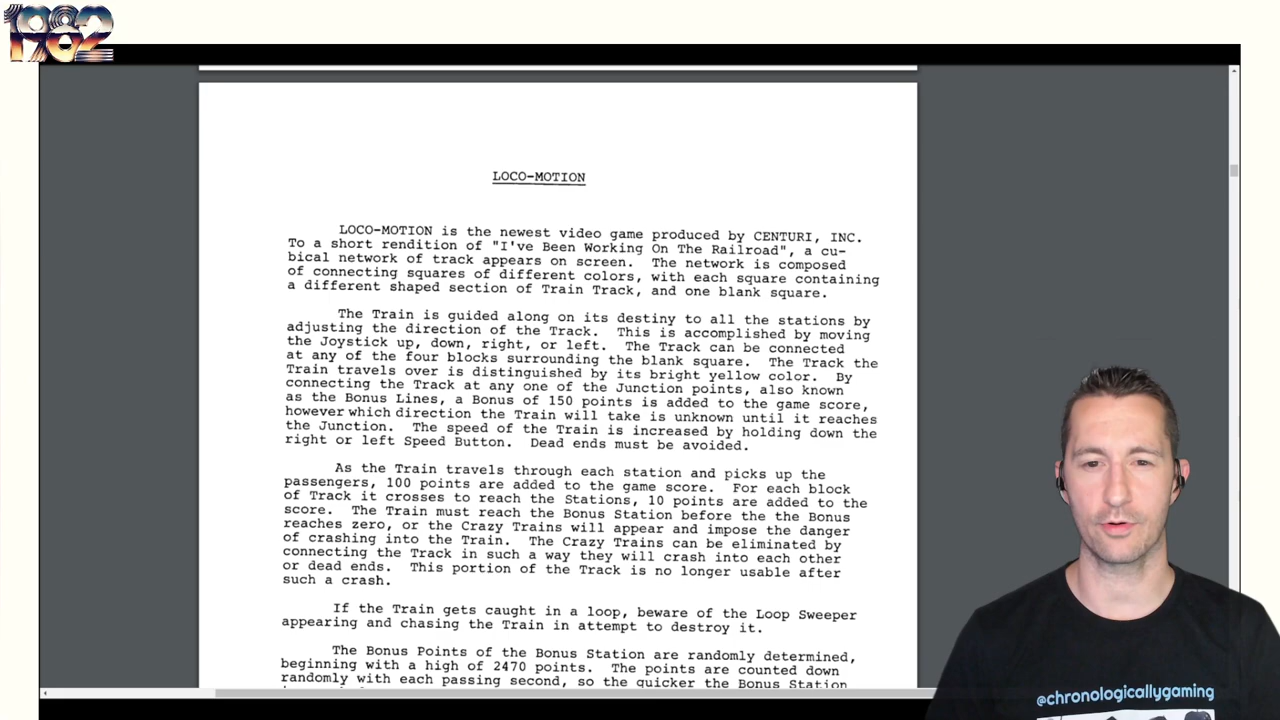 1982
LOCO-MOTION
LOCO-MOTION is the newest video game produced by CENTURI, INC.
To a short rendition of "I've Been Working On The Railroad", a cu-
bical network of track appears on screen. The network is composed
of connecting squares of different colors, with each square containing
a different shaped section of Train Track, and one blank square.
The Train is guided along on its destiny to all the stations by
adjusting the direction of the Track. This is accomplished by moving
the Joystick up, down, right, or left. The Track can be connected
at any of the four blocks surrounding the blank square. The Track the
Train travels over is distinguished by its bright yellow color. By
connecting the Track at any one of the Junction points, also known
as the Bonus Lines, a Bonus of 150 points is added to the game score,
however which direction the Train will take is unknown until it reaches
the Junction. The speed of the Train is increased by holding down the
right or left Speed Button. Dead ends must be avoided.
As the Train travels through each station and picks up the
passengers, 100 points are added to the game score. For each block
of Track it crosses to reach the Stations, 10 points are added to the
score. The Train must reach the Bonus Station before the the Bonus
reaches zero, or the Crazy Trains will appear and impose the danger
of crashing into the Train. The Crazy Trains can be eliminated by
connecting the Track in such a way they will crash into each other
or dead ends. This portion of the Track is no longer usable after
such a crash.
If the Train gets caught in a loop, beware of the Loop Sweeper
appearing and chasing the Train in attempt to destroy it.
The Bonus Points of the Bonus Station are randomly determined,
beginning with a high of 2470 points. The points are counted down
randomly with each passing second, so the quicker the Bonus Station
@chronologicallygaming